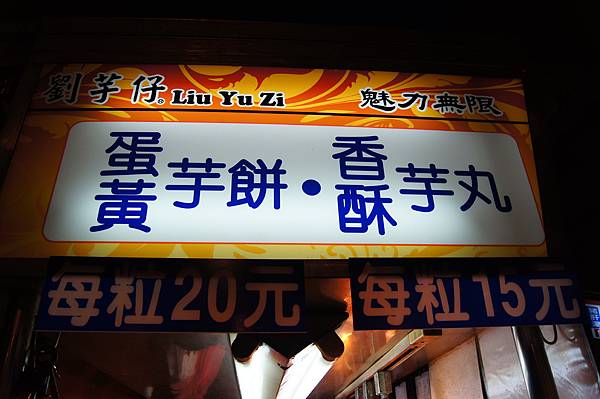 劉芋仔® Liu Yu Zi 魅力無限
蛋黃芋餅・香酥芋丸
每粒20元 每粒15元